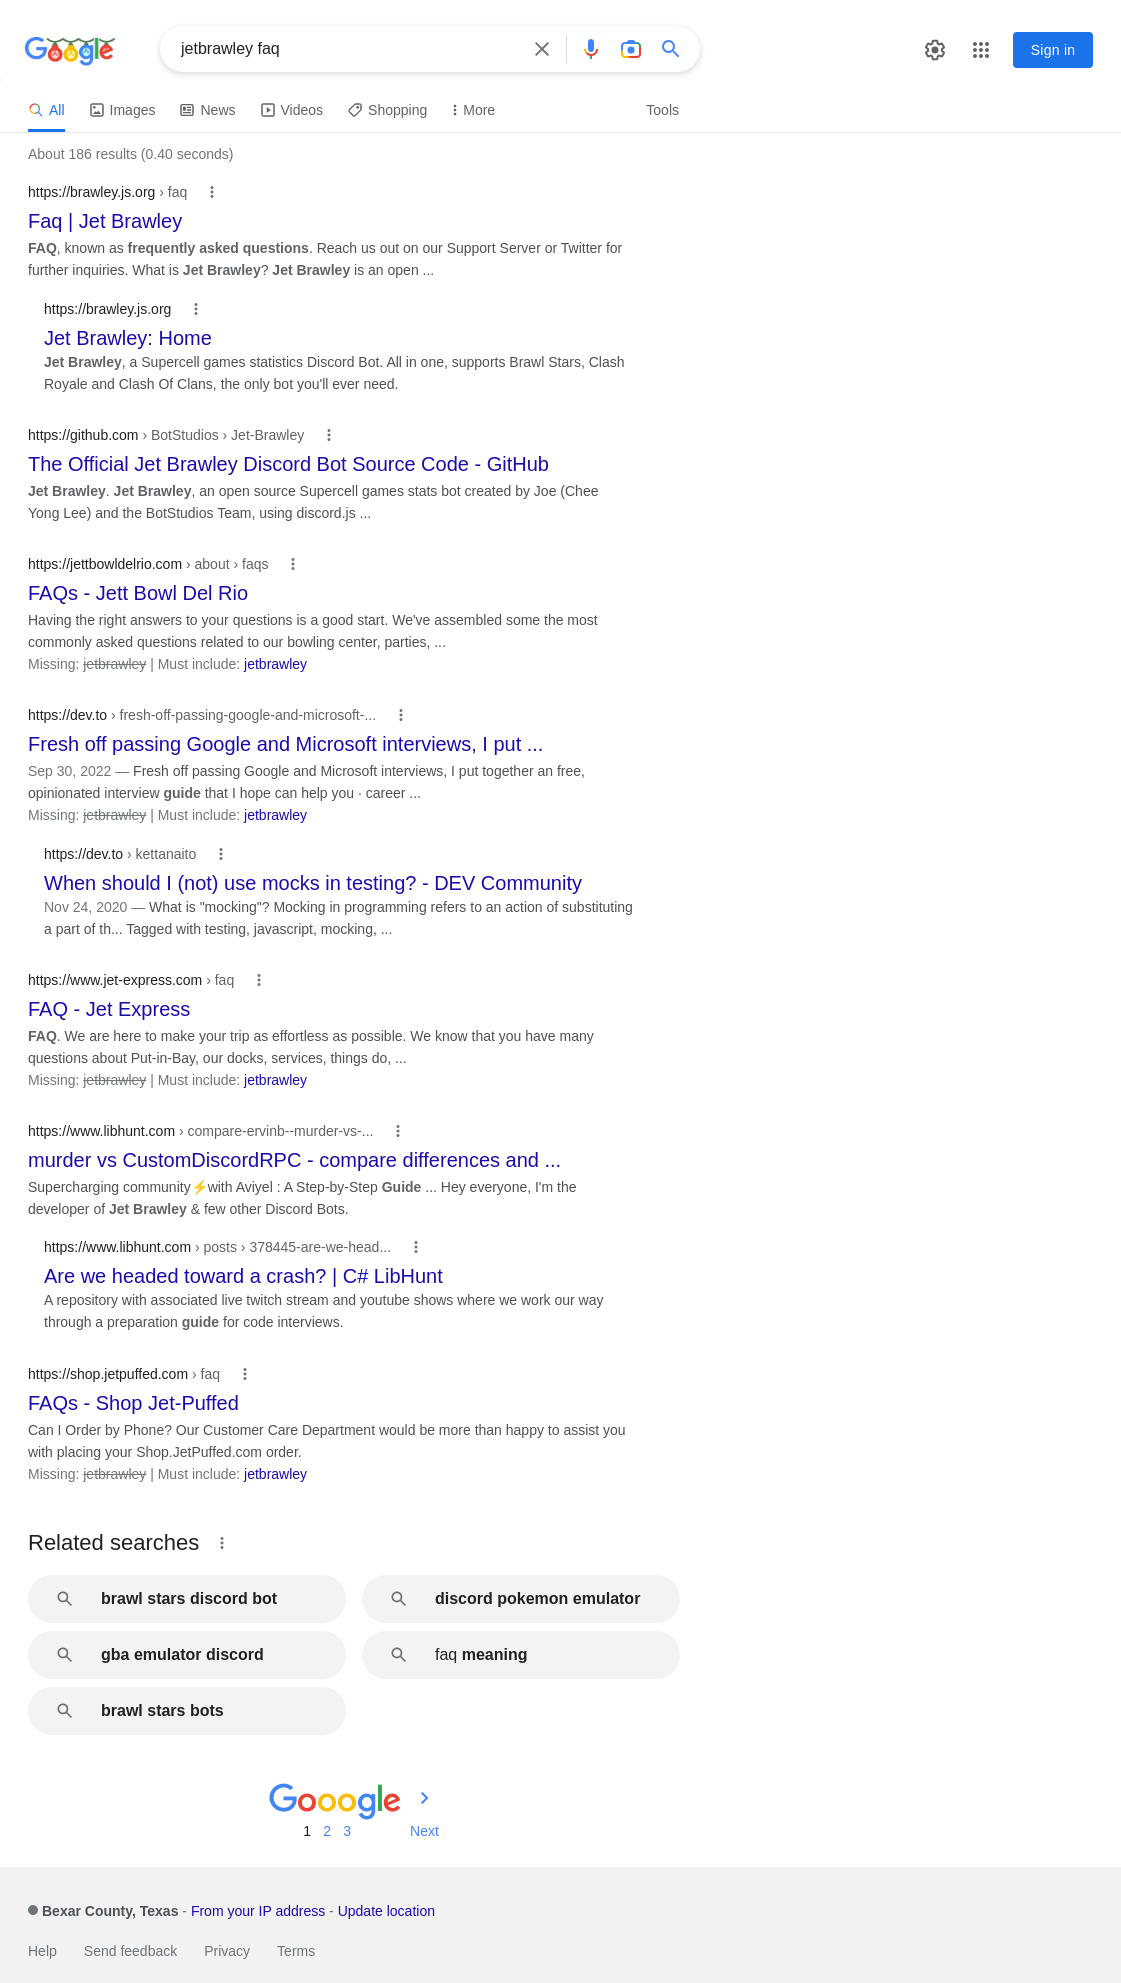 Google
jetbrawley faq
Sign in
All Images News Videos Shopping More Tools
About 186 results (0.40 seconds)
https://brawley.js.org › faq
Faq | Jet Brawley
FAQ, known as frequently asked questions. Reach us out on our Support Server or Twitter for
further inquiries. What is Jet Brawley? Jet Brawley is an open ...
https://brawley.js.org
Jet Brawley: Home
Jet Brawley, a Supercell games statistics Discord Bot. All in one, supports Brawl Stars, Clash
Royale and Clash Of Clans, the only bot you'll ever need.
https://github.com › BotStudios › Jet-Brawley
The Official Jet Brawley Discord Bot Source Code - GitHub
Jet Brawley. Jet Brawley, an open source Supercell games stats bot created by Joe (Chee
Yong Lee) and the BotStudios Team, using discord.js ...
https://jettbowldelrio.com › about › faqs
FAQs - Jett Bowl Del Rio
Having the right answers to your questions is a good start. We've assembled some the most
commonly asked questions related to our bowling center, parties, ...
Missing: jetbrawley | Must include: jetbrawley
https://dev.to › fresh-off-passing-google-and-microsoft-...
Fresh off passing Google and Microsoft interviews, I put ...
Sep 30, 2022 — Fresh off passing Google and Microsoft interviews, I put together an free,
opinionated interview guide that I hope can help you · career ...
Missing: jetbrawley | Must include: jetbrawley
https://dev.to › kettanaito
When should I (not) use mocks in testing? - DEV Community
Nov 24, 2020 — What is "mocking"? Mocking in programming refers to an action of substituting
a part of th... Tagged with testing, javascript, mocking, ...
https://www.jet-express.com › faq
FAQ - Jet Express
FAQ. We are here to make your trip as effortless as possible. We know that you have many
questions about Put-in-Bay, our docks, services, things do, ...
Missing: jetbrawley | Must include: jetbrawley
https://www.libhunt.com › compare-ervinb--murder-vs-...
murder vs CustomDiscordRPC - compare differences and ...
Supercharging community⚡with Aviyel : A Step-by-Step Guide ... Hey everyone, I'm the
developer of Jet Brawley & few other Discord Bots.
https://www.libhunt.com › posts › 378445-are-we-head...
Are we headed toward a crash? | C# LibHunt
A repository with associated live twitch stream and youtube shows where we work our way
through a preparation guide for code interviews.
https://shop.jetpuffed.com › faq
FAQs - Shop Jet-Puffed
Can I Order by Phone? Our Customer Care Department would be more than happy to assist you
with placing your Shop.JetPuffed.com order.
Missing: jetbrawley | Must include: jetbrawley
Related searches
brawl stars discord bot
discord pokemon emulator
gba emulator discord
faq meaning
brawl stars bots
Gooogle
1 2 3 Next
Bexar County, Texas - From your IP address - Update location
Help Send feedback Privacy Terms